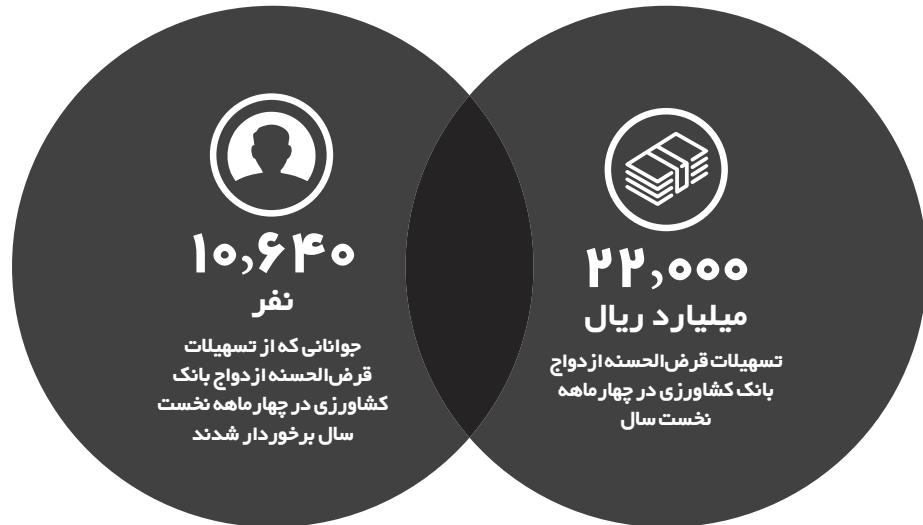 ۲۲,۰۰۰
میلیارد ریال
تسهیلات قرض‌الحسنه ازدواج
بانک کشاورزی در چهار ماهه
نخست سال
۱۰,۶۴۰
نفر
جوانانی که از تسهیلات
قرض‌الحسنه ازدواج بانک
کشاورزی در چهار ماهه نخست
سال برخوردار شدند